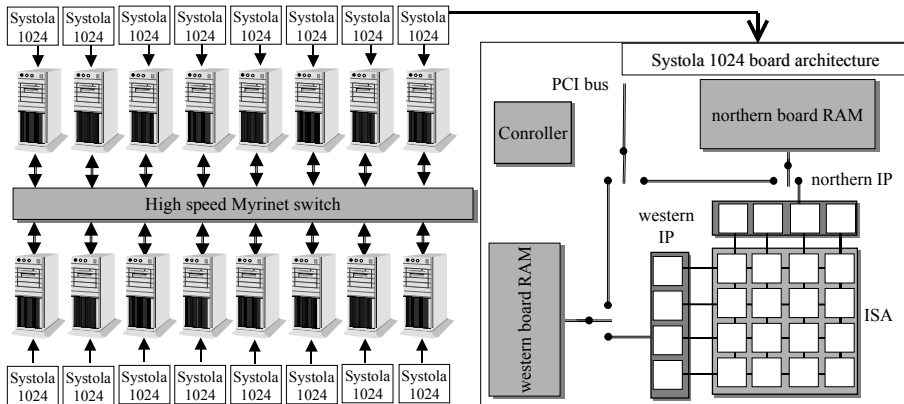 Systola Systola Systola Systola Systola Systola Systola Systola
1024 1024 1024 1024 1024 1024 1024 1024
High speed Myrinet switch
Systola Systola Systola Systola Systola Systola Systola Systola
1024 1024 1024 1024 1024 1024 1024 1024
Systola 1024 board architecture
PCI bus
Conroller
northern board RAM
northern IP
western
IP
western board RAM
ISA